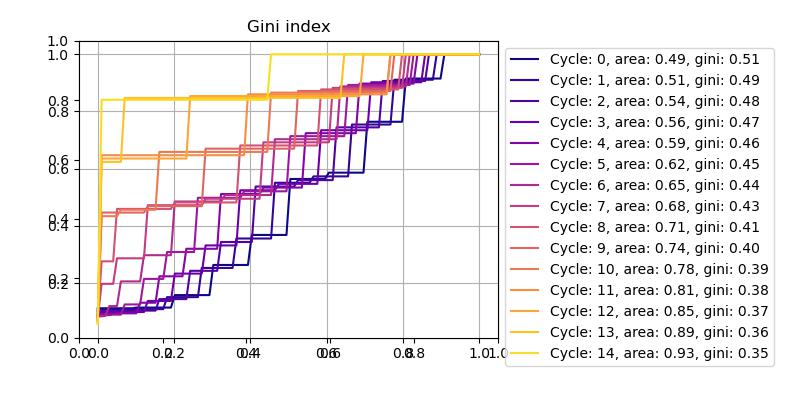 Gini index
1.0
1.0
0.8
0.8
0.6
0.6
0.4
0.4
0.2
0.2
0.0
0.0 0.0 0.2 0.2 0.4 0.4 0.6 0.6 0.8 0.8 1.0 1.0
Cycle: 0, area: 0.49, gini: 0.51
Cycle: 1, area: 0.51, gini: 0.49
Cycle: 2, area: 0.54, gini: 0.48
Cycle: 3, area: 0.56, gini: 0.47
Cycle: 4, area: 0.59, gini: 0.46
Cycle: 5, area: 0.62, gini: 0.45
Cycle: 6, area: 0.65, gini: 0.44
Cycle: 7, area: 0.68, gini: 0.43
Cycle: 8, area: 0.71, gini: 0.41
Cycle: 9, area: 0.74, gini: 0.40
Cycle: 10, area: 0.78, gini: 0.39
Cycle: 11, area: 0.81, gini: 0.38
Cycle: 12, area: 0.85, gini: 0.37
Cycle: 13, area: 0.89, gini: 0.36
Cycle: 14, area: 0.93, gini: 0.35